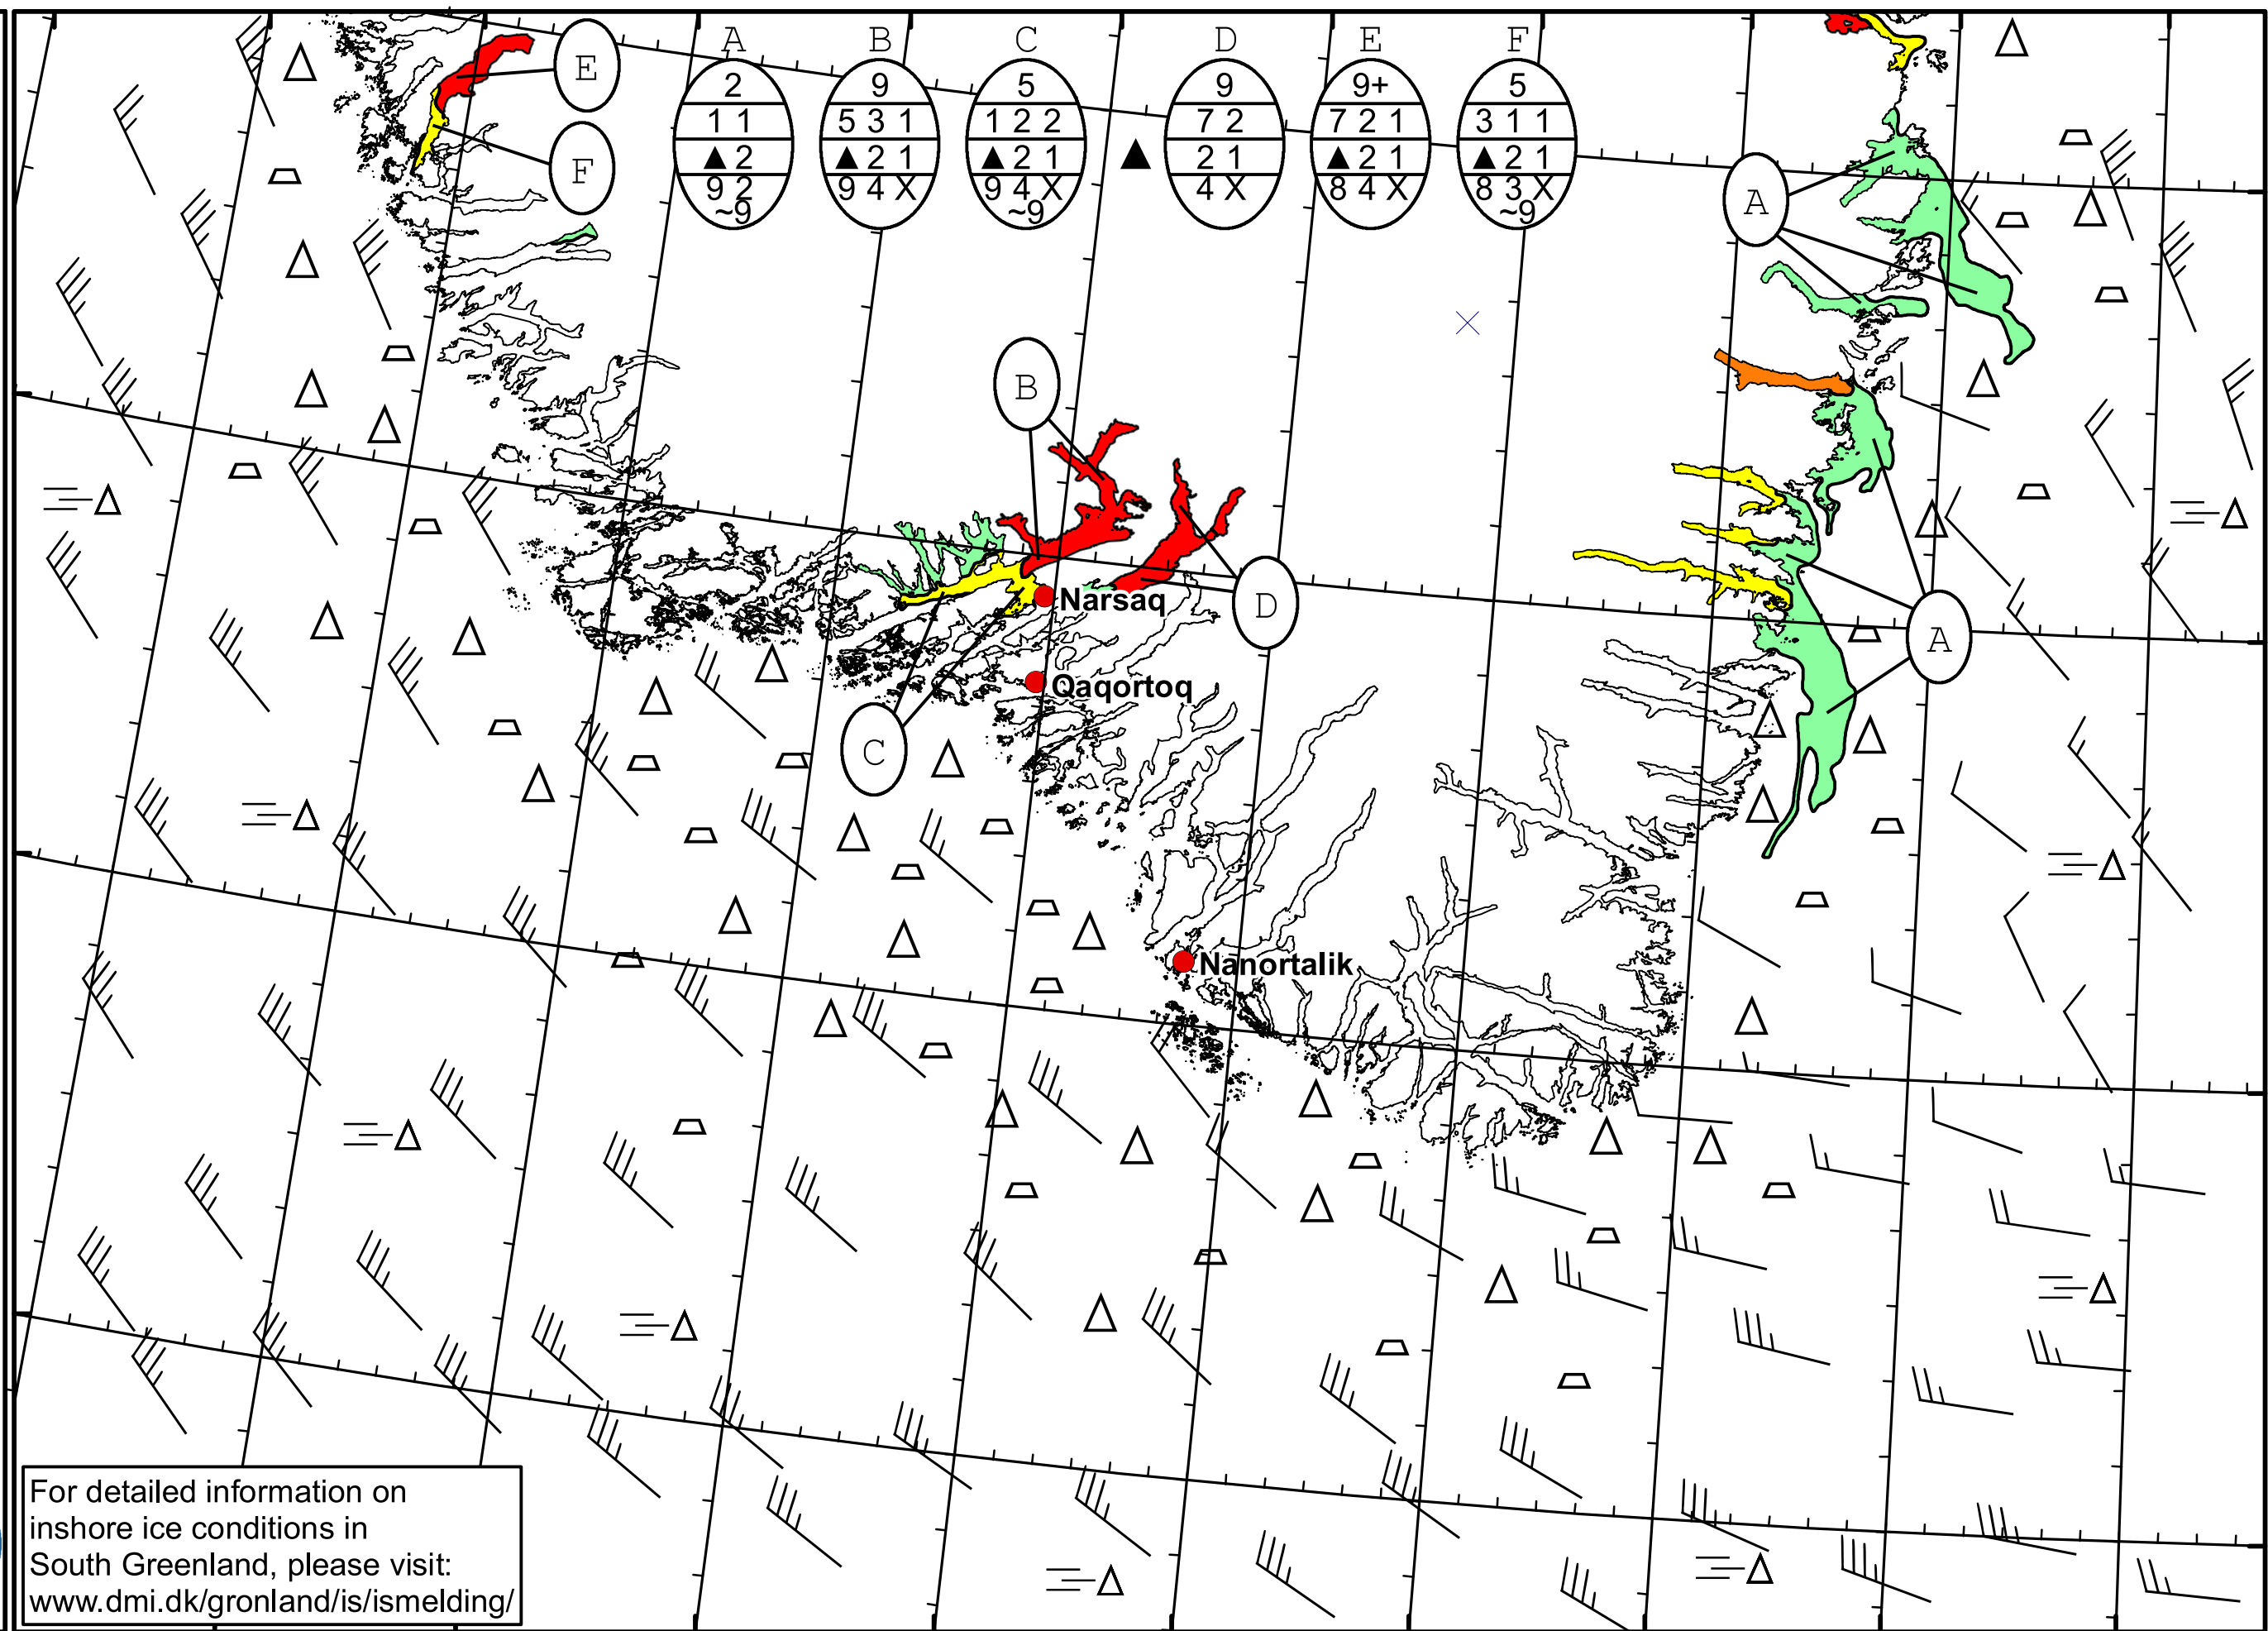 A B C D E F
2 9 5 9 9+ 5
1 1 5 3 1 1 2 2 7 2 7 2 1 3 1 1
▲ 2 ▲ 2 1 ▲ 2 1 ▲ 2 1 ▲ 2 1 ▲ 2 1
9 2 9 4 X 9 4 X 4 X 8 4 X 8 3 X
~9 ~9 ~9
E
F
A
B
Narsaq
D
A
Qaqortoq
C
Nanortalik
For detailed information on
inshore ice conditions in
South Greenland, please visit:
www.dmi.dk/gronland/is/ismelding/